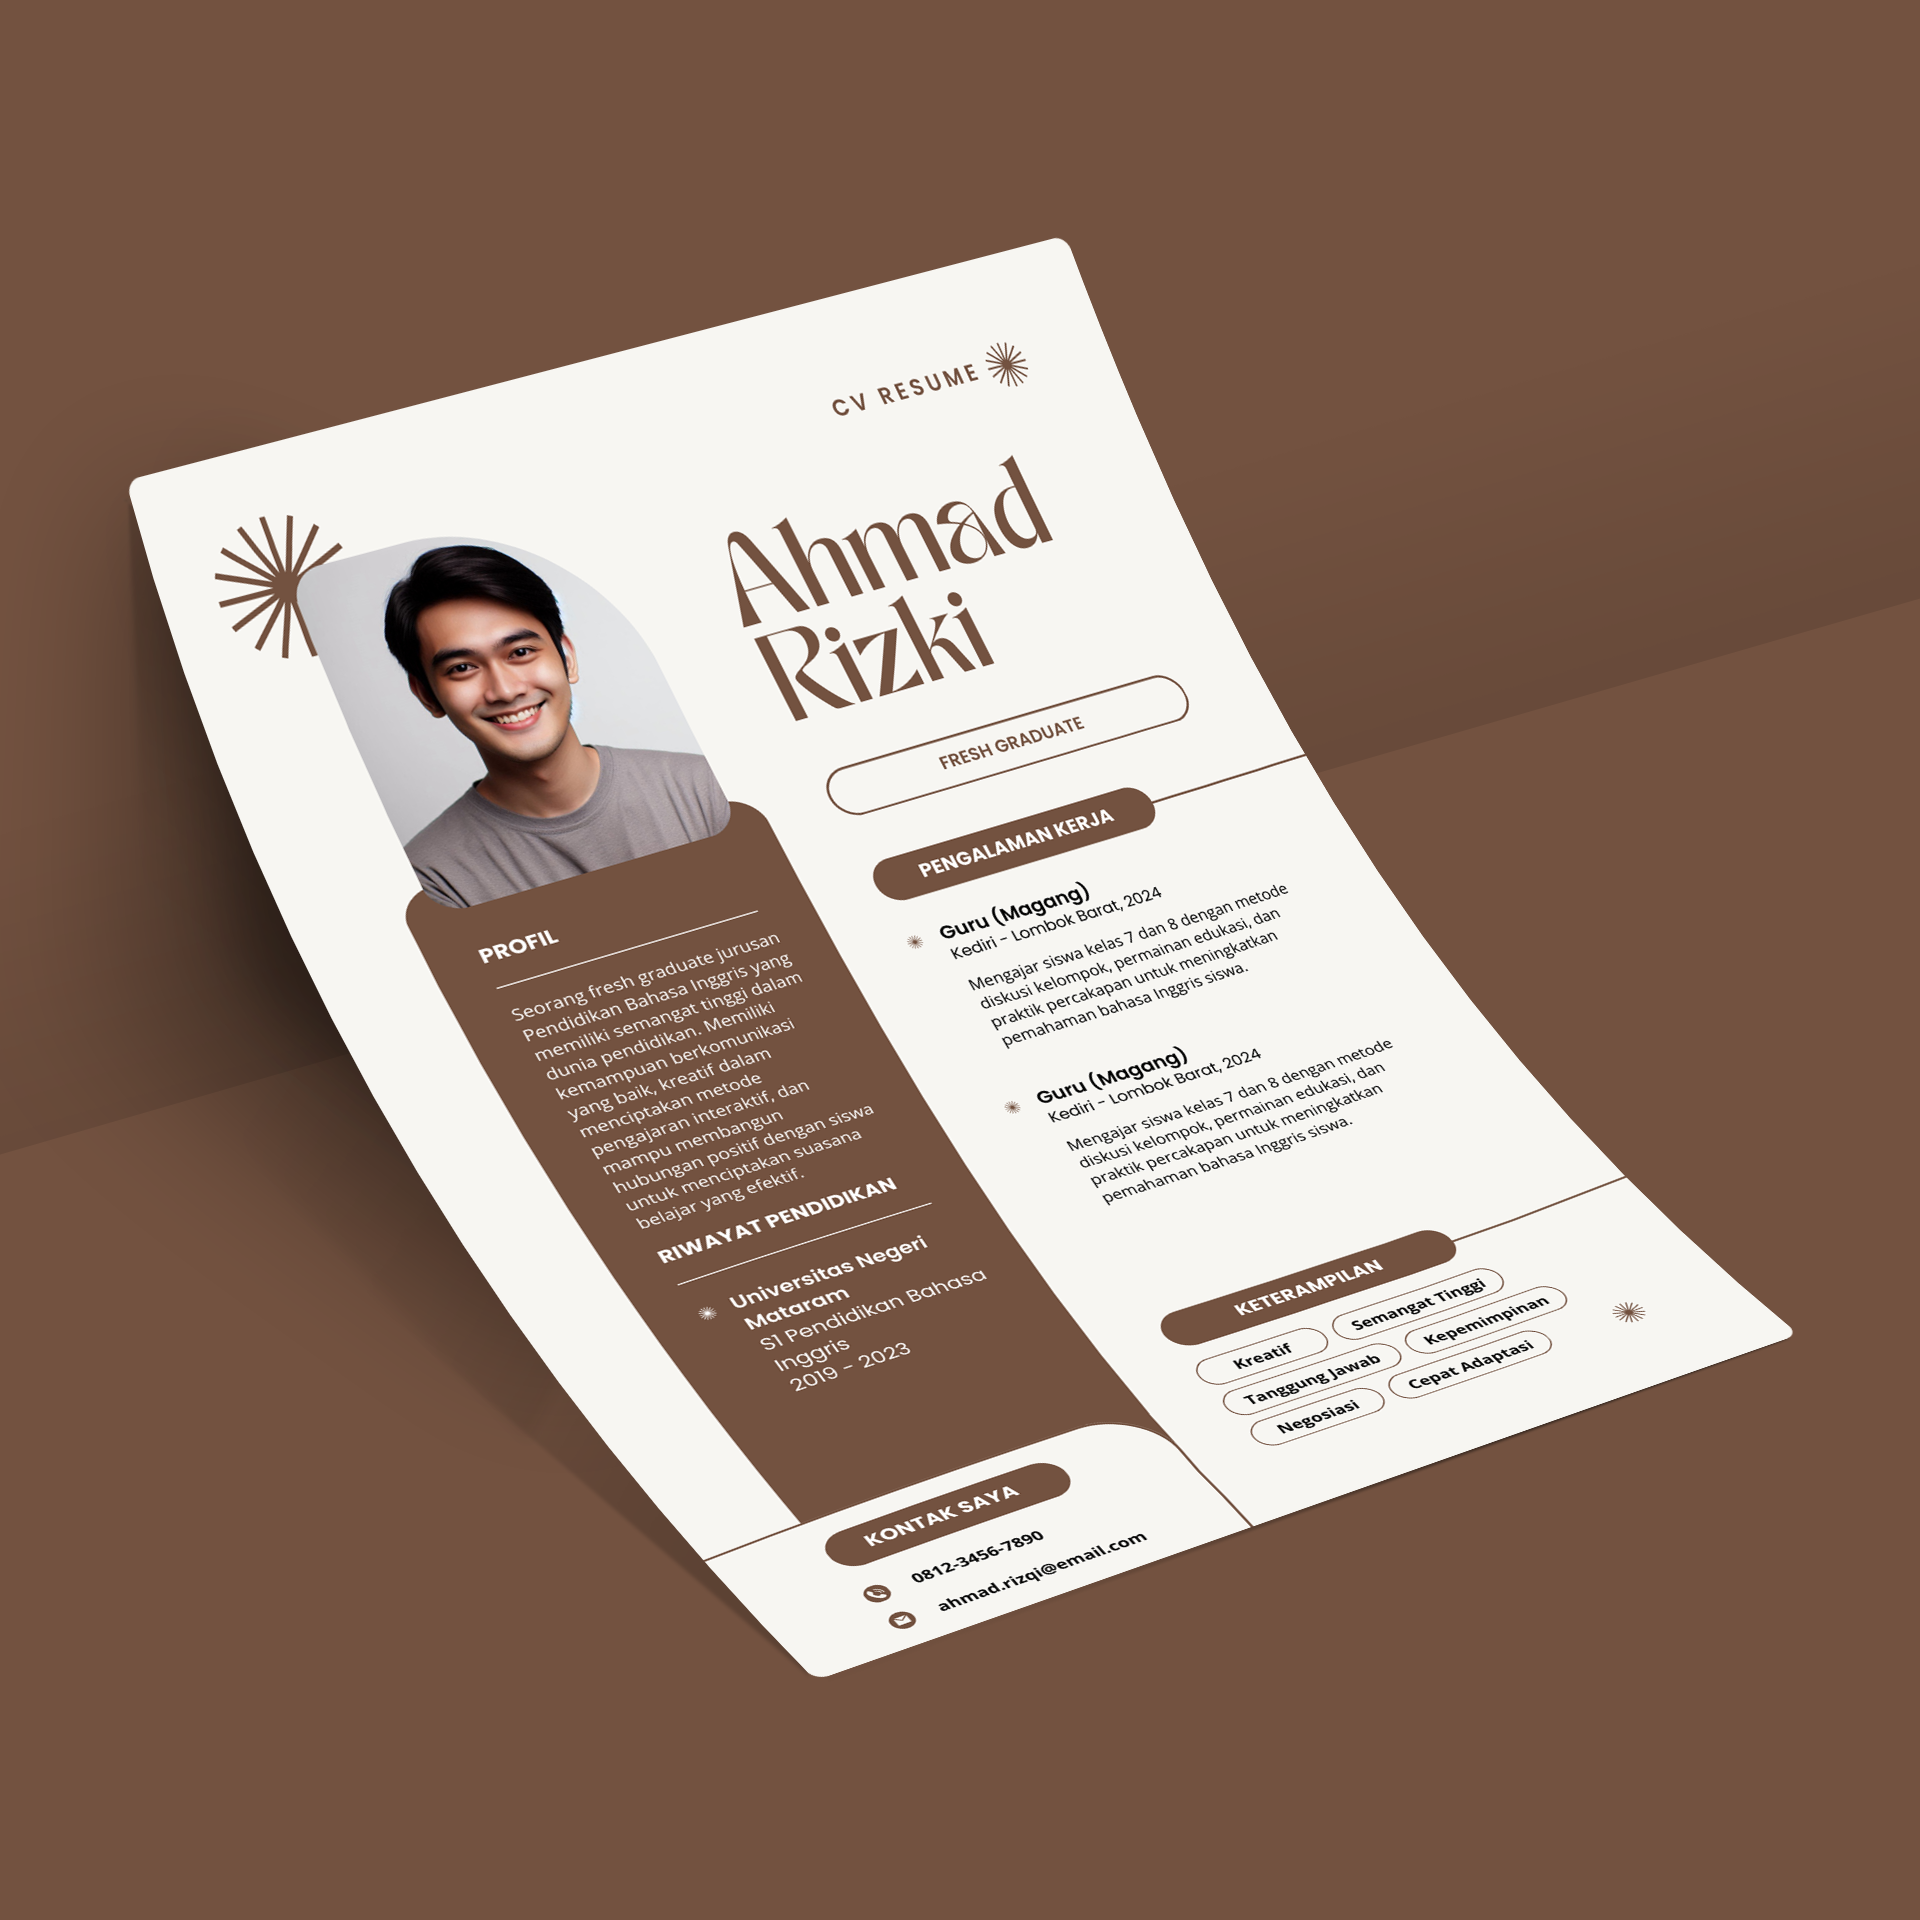 CV RESUME
Ahmad
Rizki
FRESH GRADUATE
PROFIL
Seorang fresh graduate jurusan
Pendidikan Bahasa Inggris yang
memiliki semangat tinggi dalam
dunia pendidikan. Memiliki
kemampuan berkomunikasi
yang baik, kreatif dalam
menciptakan metode
pengajaran interaktif, dan
mampu membangun
hubungan positif dengan siswa
untuk menciptakan suasana
belajar yang efektif.
RIWAYAT PENDIDIKAN
Universitas Negeri
Mataram
S1 Pendidikan Bahasa
Inggris
2019 - 2023
KONTAK SAYA
0812-3456-7890
ahmad.rizqi@email.com
PENGALAMAN KERJA
Guru (Magang)
Kediri - Lombok Barat, 2024
Mengajar siswa kelas 7 dan 8 dengan metode
diskusi kelompok, permainan edukasi, dan
praktik percakapan untuk meningkatkan
pemahaman bahasa Inggris siswa.
Guru (Magang)
Kediri - Lombok Barat, 2024
Mengajar siswa kelas 7 dan 8 dengan metode
diskusi kelompok, permainan edukasi, dan
praktik percakapan untuk meningkatkan
pemahaman bahasa Inggris siswa.
KETERAMPILAN
Kreatif
Semangat Tinggi
Tanggung Jawab
Kepemimpinan
Negosiasi
Cepat Adaptasi